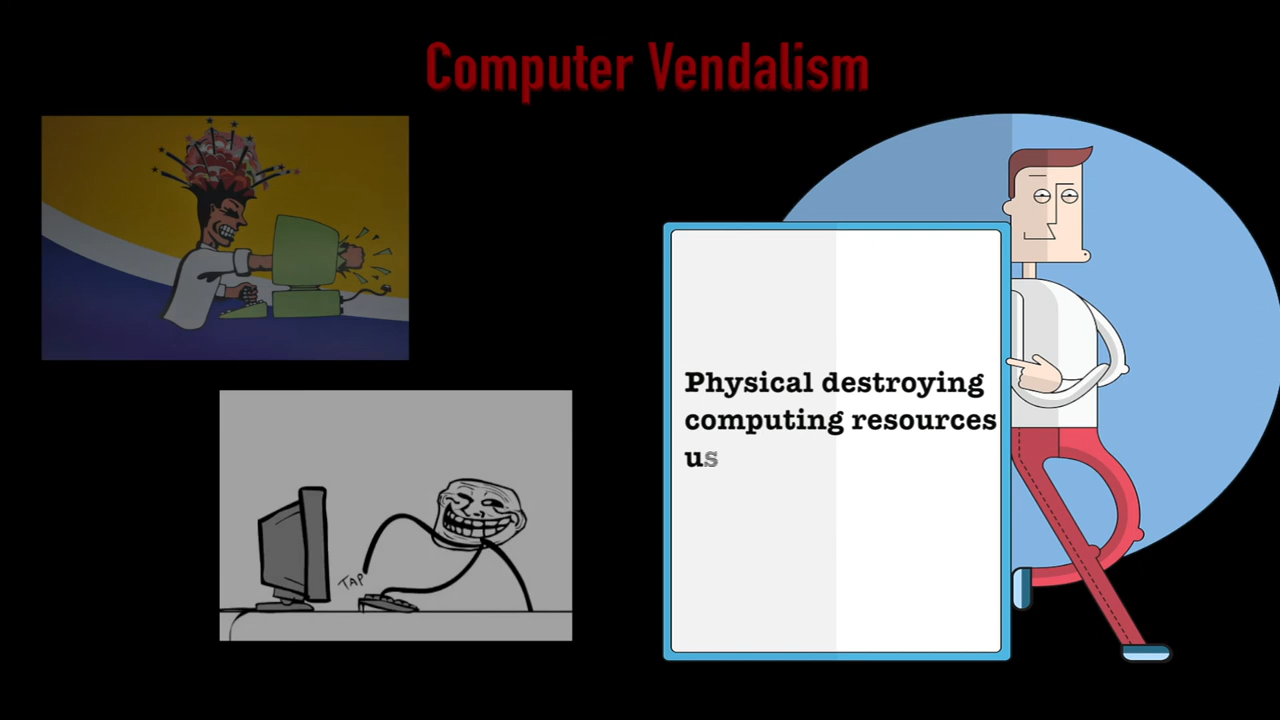 Computer Vendalism
Physical destroying
computing resources
us
TAP